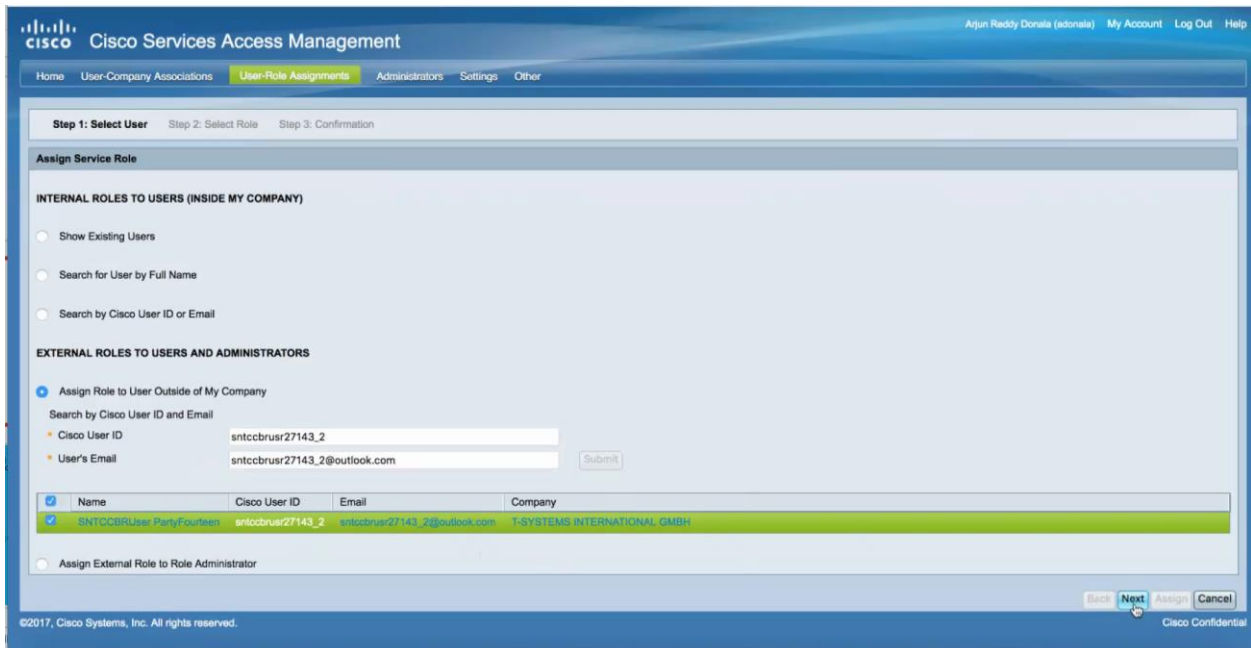 Arjun Reddy Donala (adonala) My Account Log Out Help
CISCO Cisco Services Access Management
Home User-Company Associations User-Role Assignments Administrators Settings Other
Step 1: Select User Step 2: Select Role Step 3: Confirmation
Assign Service Role
INTERNAL ROLES TO USERS (INSIDE MY COMPANY)
Show Existing Users
Search for User by Full Name
Search by Cisco User ID or Email
EXTERNAL ROLES TO USERS AND ADMINISTRATORS
Assign Role to User Outside of My Company
Search by Cisco User ID and Email
* Cisco User ID sntccbrusr27143_2
* User's Email sntccbrusr27143_2@outlook.com Submit
Name Cisco User ID Email Company
SNTCCBRUser PartyFourteen sntccbrusr27143_2 sntccbrusr27143_2@outlook.com T-SYSTEMS INTERNATIONAL GMBH
Assign External Role to Role Administrator
Back Next Assign Cancel
©2017, Cisco Systems, Inc. All rights reserved. Cisco Confidential